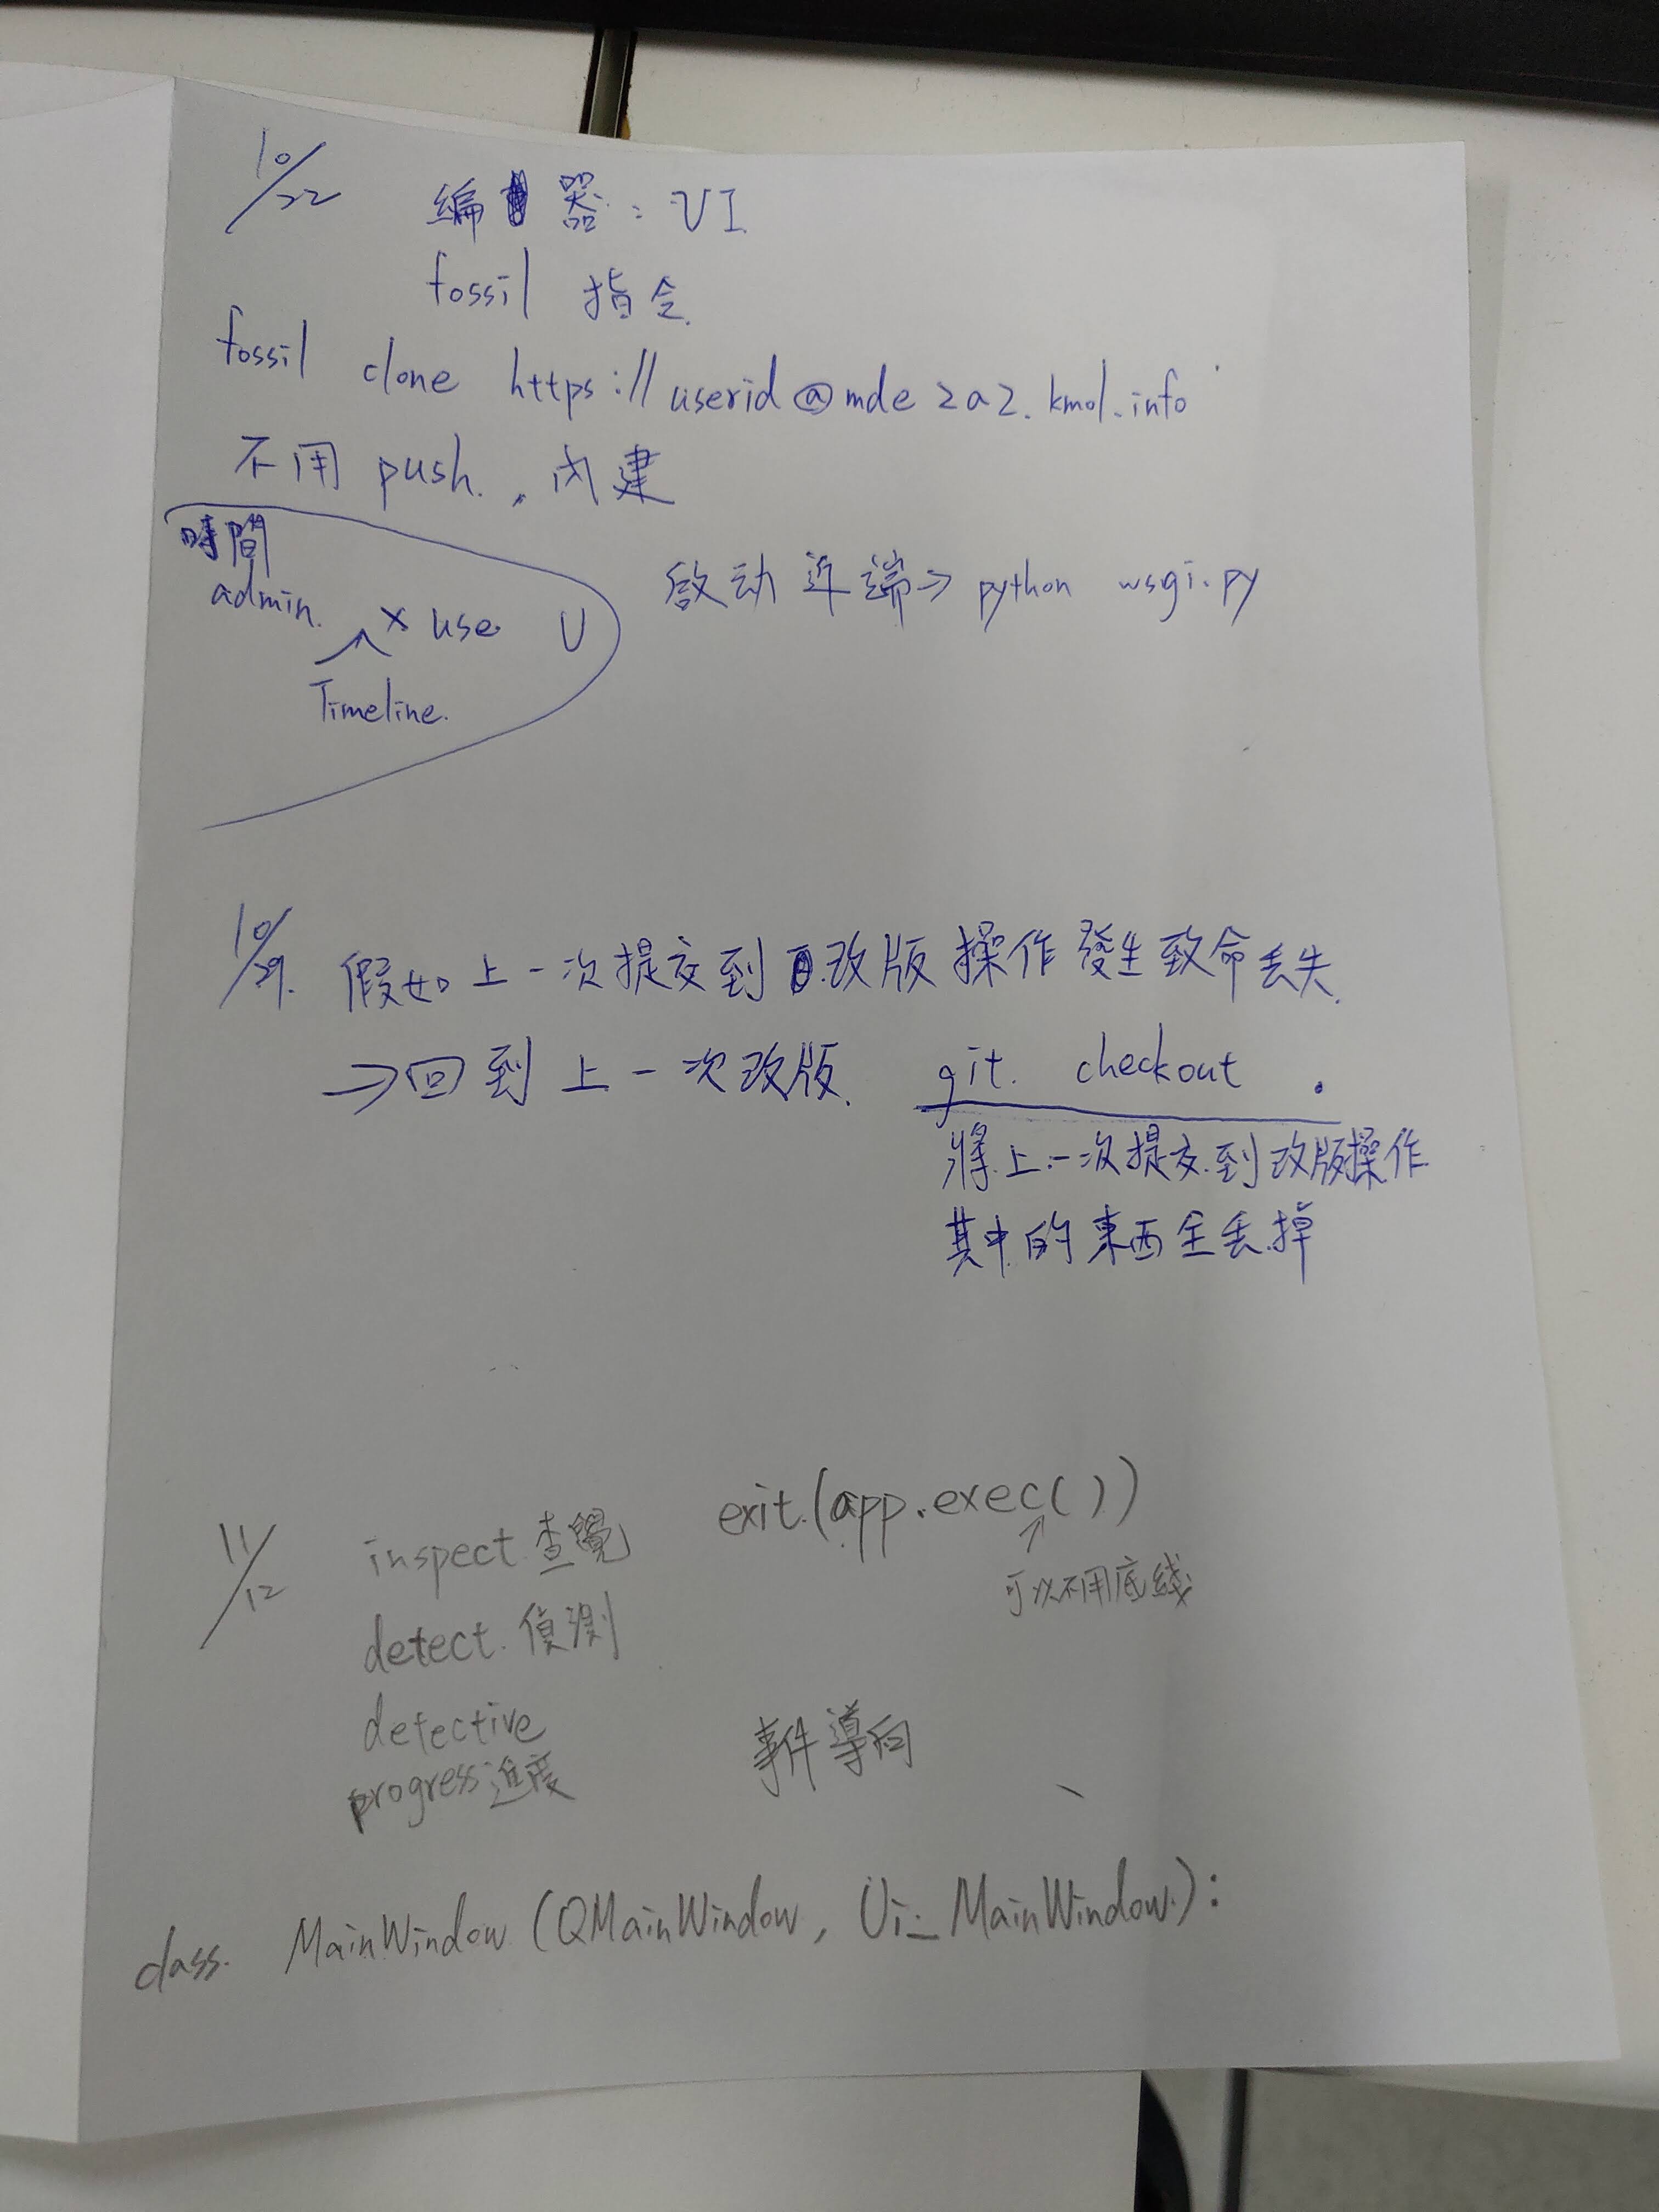 10/22
編器：VI
fossil 指令
fossil clone https://userid@mde2a2.kmol.info
不用 push., 內建
時間
admin. × use U
Timeline.
啟动近端→ python wsgi.py
10/29. 假如上一次提交到改版操作發生致命丢失.
→回到上一次改版. git. checkout .
將上一次提交到改版操作
其中的東西全丢掉
11/12
inspect 查覺
detect. 偵測
detective
progress 進度
exit.(app.exec())
↑
可以不用底綫
事件導向
class. MainWindow (QMainWindow, Ui_MainWindow):